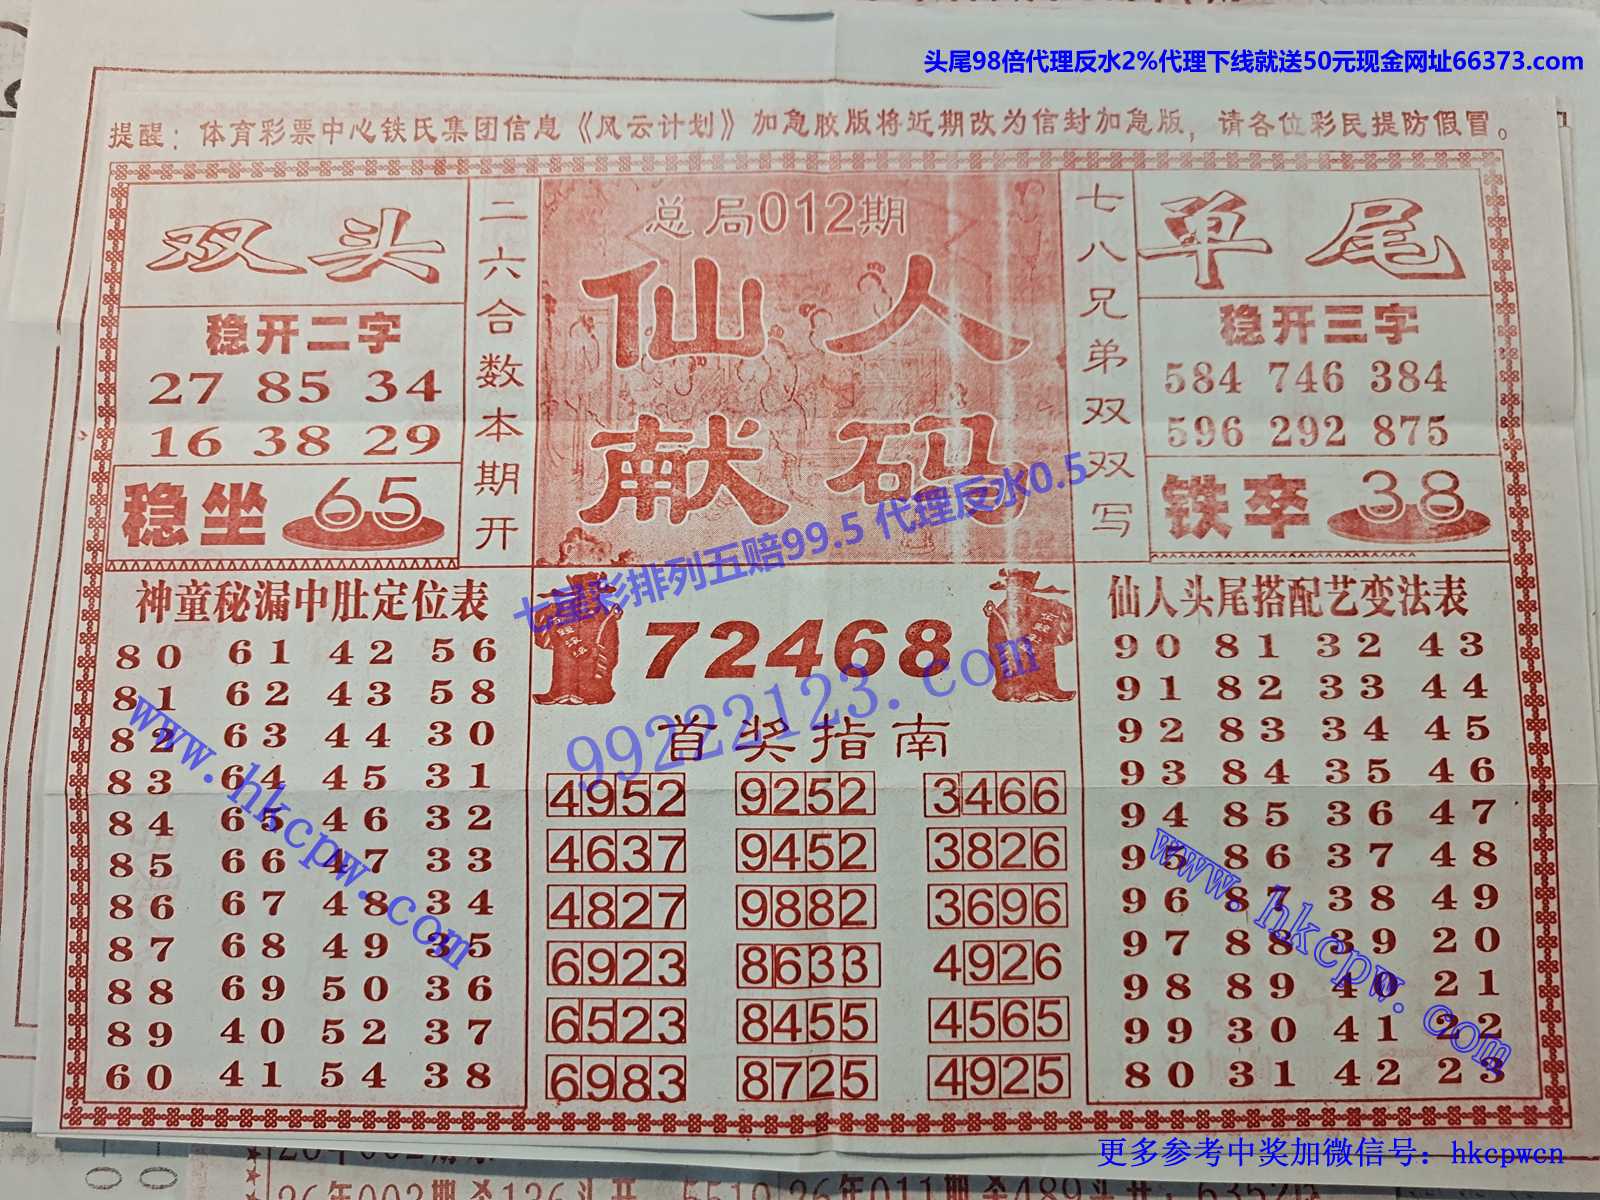 头尾98倍代理反水2%代理下线就送50元现金网址66373.com
提醒：体育彩票中心铁氏集团信息《风云计划》加急胶版将近期改为信封加急版，请各位彩民提防假冒。
双头
稳开二字
27 85 34
16 38 29
稳坐 65
二六合数本期开
总局012期
仙人
献码
七八兄弟双双写
单尾
稳开三字
584 746 384
596 292 875
铁卒 38
七星彩排列五赔99.5 代理反水0.5
神童秘漏中肚定位表
80 61 42 56
81 62 43 58
82 63 44 30
83 64 45 31
84 65 46 32
85 66 47 33
86 67 48 34
87 68 49 35
88 69 50 36
89 40 52 37
60 41 54 38
www.hkcpw.com
72468
99222123.com
首奖指南
4952 9252 3466
4637 9452 3826
4827 9882 3696
6923 8633 4926
6523 8455 4565
6983 8725 4925
仙人头尾搭配艺变法表
90 81 32 43
91 82 33 44
92 83 34 45
93 84 35 46
94 85 36 47
95 86 37 48
96 87 38 49
97 88 39 20
98 89 40 21
99 30 41 22
80 31 42 23
www.hkcpw.com
更多参考中奖加微信号：hkcpwcn